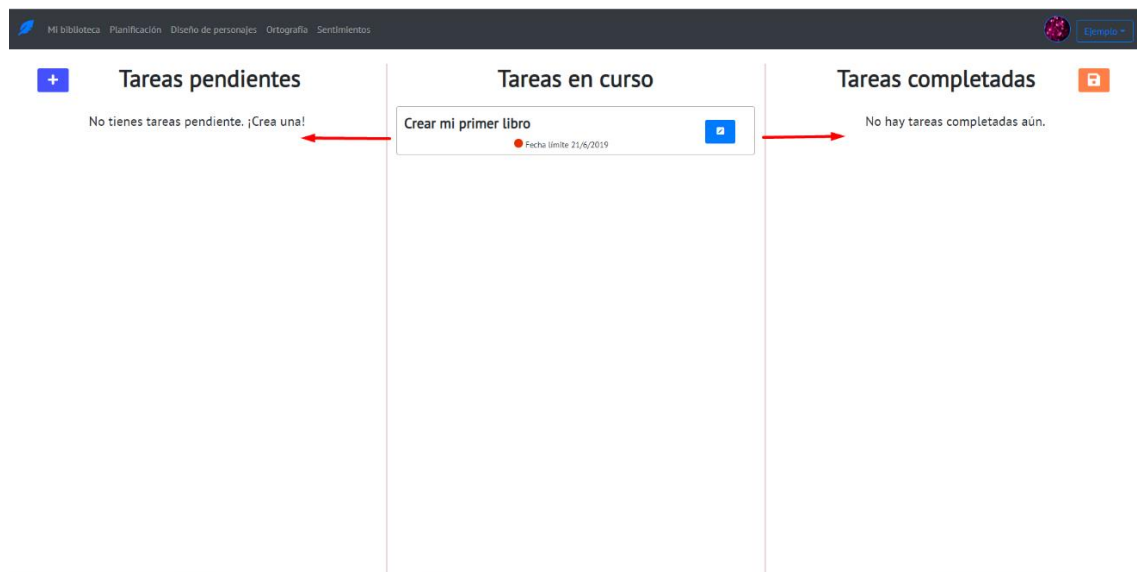 Mi biblioteca Planificación Diseño de personajes Ortografía Sentimientos
Ejemplo
Tareas pendientes
No tienes tareas pendiente. ¡Crea una!
Tareas en curso
Crear mi primer libro
Fecha límite 21/6/2019
Tareas completadas
No hay tareas completadas aún.